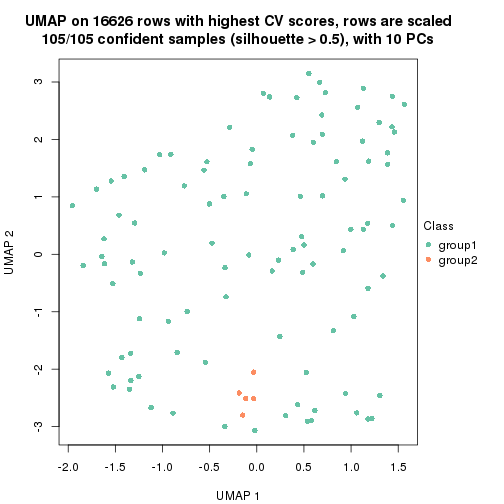 UMAP on 16626 rows with highest CV scores, rows are scaled
105/105 confident samples (silhouette > 0.5), with 10 PCs
3
2
1
0
-1
-2
-3
UMAP 2
-2.0 -1.5 -1.0 -0.5 0.0 0.5 1.0 1.5
UMAP 1
Class
group1
group2